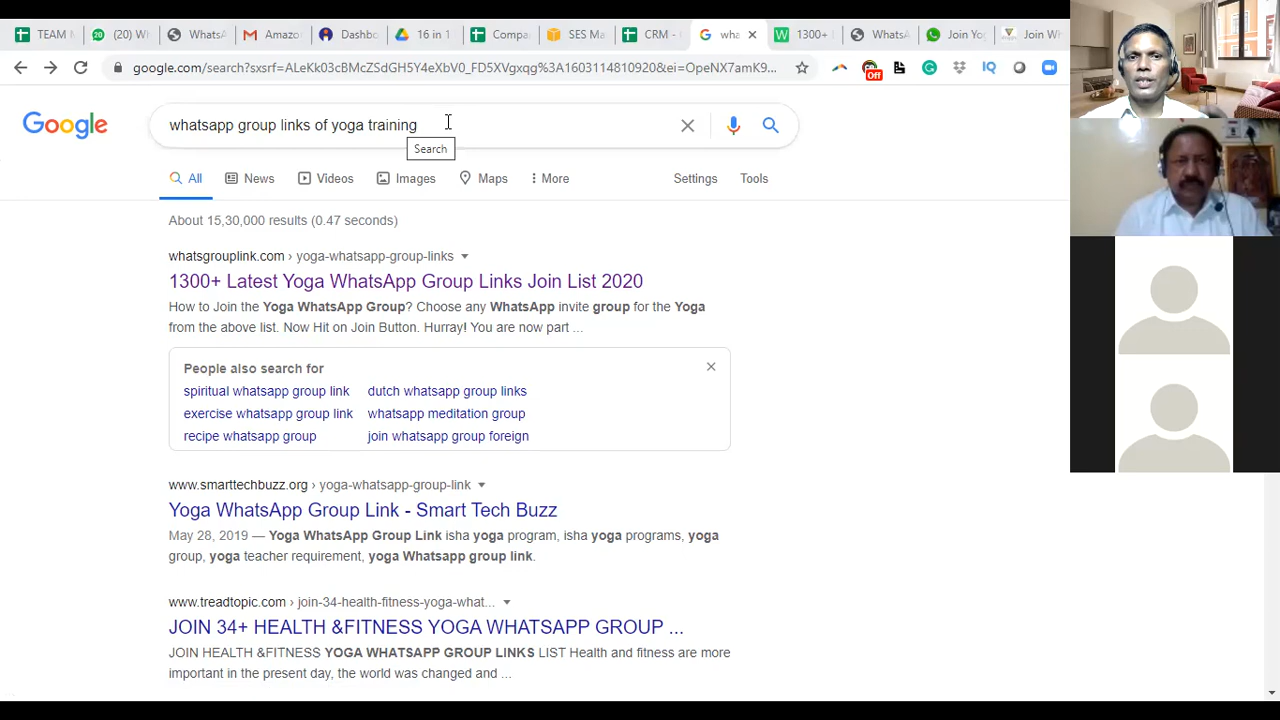 TEAM
(20) W
WhatsA
Amazo
Dashbo
16 (
Compa
SES Ma
CRM -
wha
1300+
WhatsA
Join Yo
Join W
google.com/search?sxsrf=ALeKk03cBMcZSdGH5Y4eXbY0_FD5XVgxqg%3A1603114810920&ei=OpeNX7amK9...
Off
Google
whatsapp group links of yoga training
Search
All
News
Videos
Images
Maps
More
Settings
Tools
About 15,30,000 results (0.47 seconds)
whatsgrouplink.com › yoga-whatsapp-group-links
1300+ Latest Yoga WhatsApp Group Links Join List 2020
How to Join the Yoga WhatsApp Group? Choose any WhatsApp invite group for the Yoga
from the above list. Now Hit on Join Button. Hurray! You are now part ...
People also search for
spiritual whatsapp group link
dutch whatsapp group links
exercise whatsapp group link
whatsapp meditation group
recipe whatsapp group
join whatsapp group foreign
www.smarttechbuzz.org › yoga-whatsapp-group-link
Yoga WhatsApp Group Link - Smart Tech Buzz
May 28, 2019 — Yoga WhatsApp Group Link isha yoga program, isha yoga programs, yoga
group, yoga teacher requirement, yoga Whatsapp group link.
www.treadtopic.com › join-34-health-fitness-yoga-what...
JOIN 34+ HEALTH &FITNESS YOGA WHATSAPP GROUP ...
JOIN HEALTH &FITNESS YOGA WHATSAPP GROUP LINKS LIST Health and fitness are more
important in the present day, the world was changed and ...